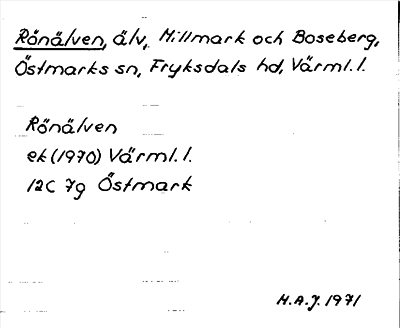 Rönälven, älv, Millmark och Boseberg,
Östmarks sn, Fryksdals hd, Värml. l.
Rönälven
ek (1970) Värml. l.
12C 7g Östmark
H.A.J. 1971